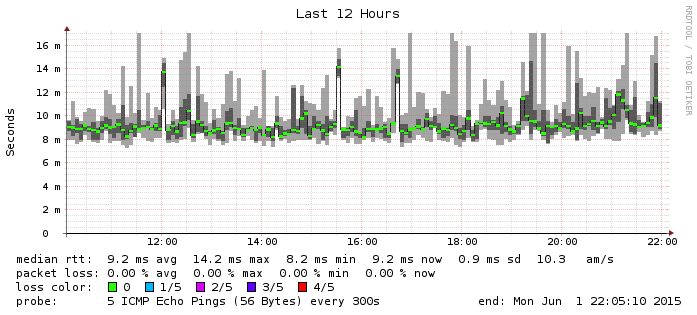 Last 12 Hours
RRDTOOL / TOBI OETIKER
Seconds
16 m
14 m
12 m
10 m
8 m
6 m
4 m
2 m
0
12:00 14:00 16:00 18:00 20:00 22:00
median rtt: 9.2 ms avg 14.2 ms max 8.2 ms min 9.2 ms now 0.9 ms sd 10.3 am/s
packet loss: 0.00 % avg 0.00 % max 0.00 % min 0.00 % now
loss color: 0 1/5 2/5 3/5 4/5
probe: 5 ICMP Echo Pings (56 Bytes) every 300s end: Mon Jun 1 22:05:10 2015